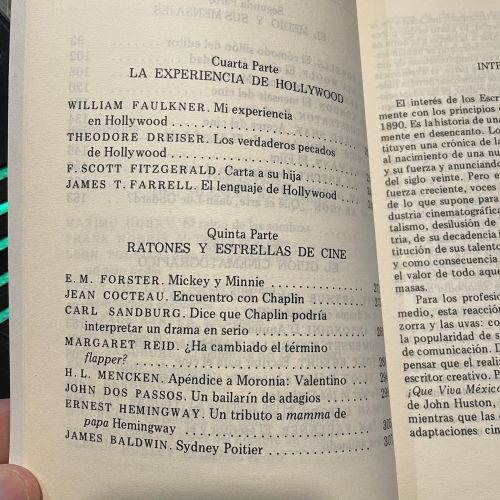 Cuarta Parte
LA EXPERIENCIA DE HOLLYWOOD
WILLIAM FAULKNER. Mi experiencia
en Hollywood
THEODORE DREISER. Los verdaderos pecados
de Hollywood
F. SCOTT FITZGERALD. Carta a su hija
JAMES T. FARRELL. El lenguaje de Hollywood
Quinta Parte
RATONES Y ESTRELLAS DE CINE
E.M. FORSTER. Mickey y Minnie
JEAN COCTEAU. Encuentro con Chaplin
CARL SANDBURG. Dice que Chaplin podría
interpretar un drama en serio
MARGARET REID. ¿Ha cambiado el término
flapper?
H.L. MENCKEN. Apéndice a Moronia: Valentino
JOHN DOS PASSOS. Un bailarín de adagios
ERNEST HEMINGWAY. Un tributo a mamma de
papa Hemingway
JAMES BALDWIN. Sydney Poitier 307
El interés de los Escri
mente con los principios d
1890. Es la historia de una
mente en desencanto. Lo
tituyen una crónica de la
al nacimiento de una
y su fuerza y anunciando
del siglo veinte. Pero e
fuerza creciente, voces
de lo que supone para
dustria cinematográfica
talismo, desilusión de
tria, de su decadencia i
titución de sus talento
y como consecuencia
el valor de todo aque
masas.
Para los profesio
medio, esta reacción
zorra y las uvas: co
la popularidad de s
de comunicación. D
pensar que el realiz
escritor creativo. P
¡Que Viva Méxic
de John Huston,
mientras que las
adaptaciones cin